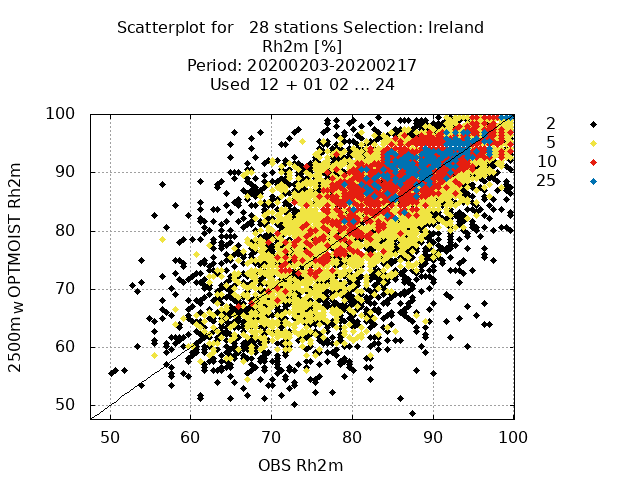 Scatterplot for 28 stations Selection: Ireland
Rh2m [%]
Period: 20200203-20200217
Used 12 + 01 02 ... 24
2
5
10
25
100
90
80
70
60
50
50 60 70 80 90 100
OBS Rh2m
2500mw OPTMOIST Rh2m